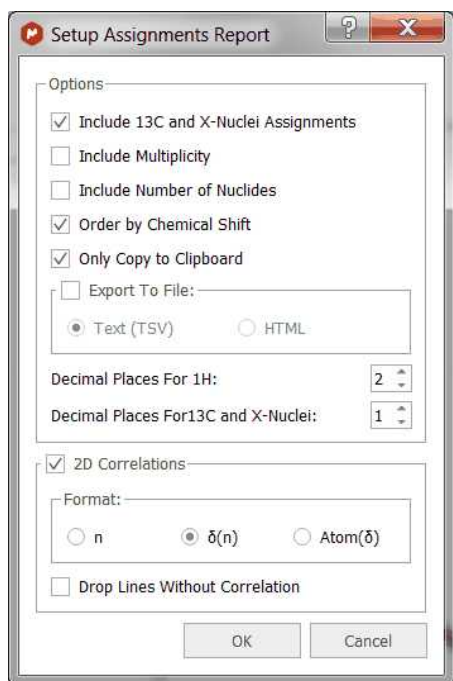 Setup Assignments Report
Options
Include 13C and X-Nuclei Assignments
Include Multiplicity
Include Number of Nuclides
Order by Chemical Shift
Only Copy to Clipboard
Export To File:
Text (TSV) HTML
Decimal Places For 1H: 2
Decimal Places For13C and X-Nuclei: 1
2D Correlations
Format:
n δ(n) Atom(δ)
Drop Lines Without Correlation
OK Cancel